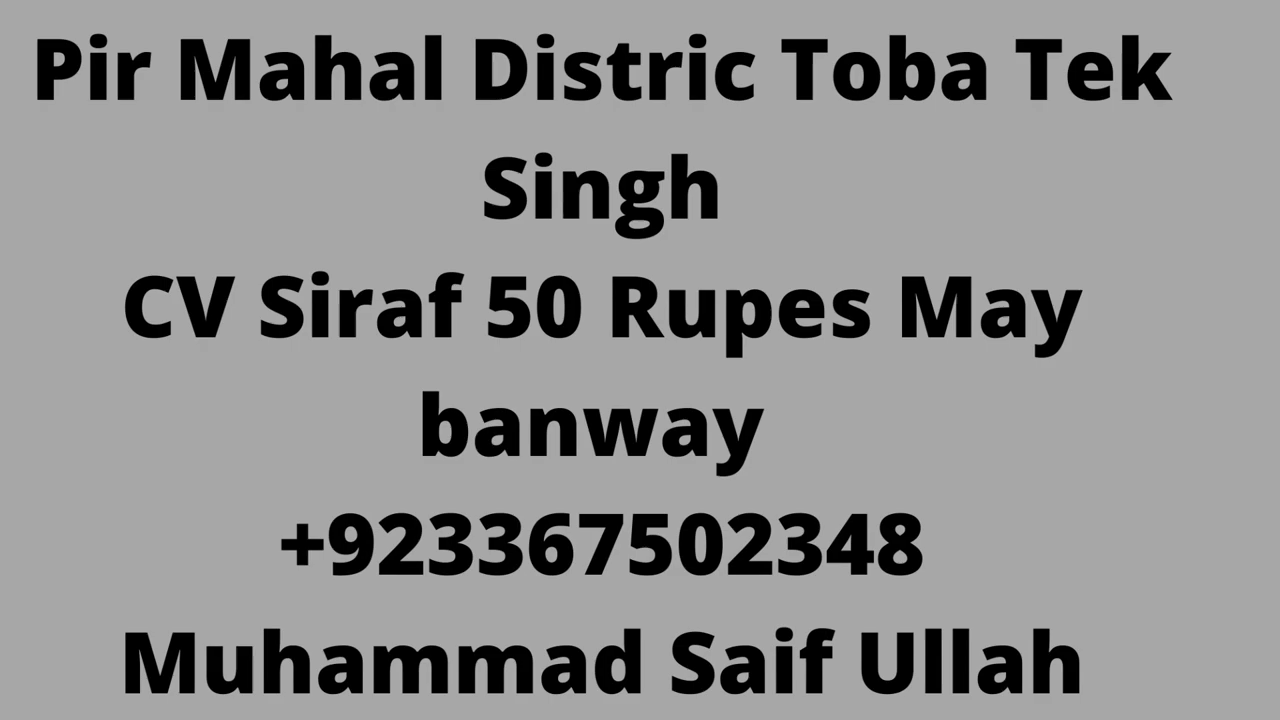 Pir Mahal Distric Toba Tek
Singh
CV Siraf 50 Rupes May
banway
+923367502348
Muhammad Saif Ullah